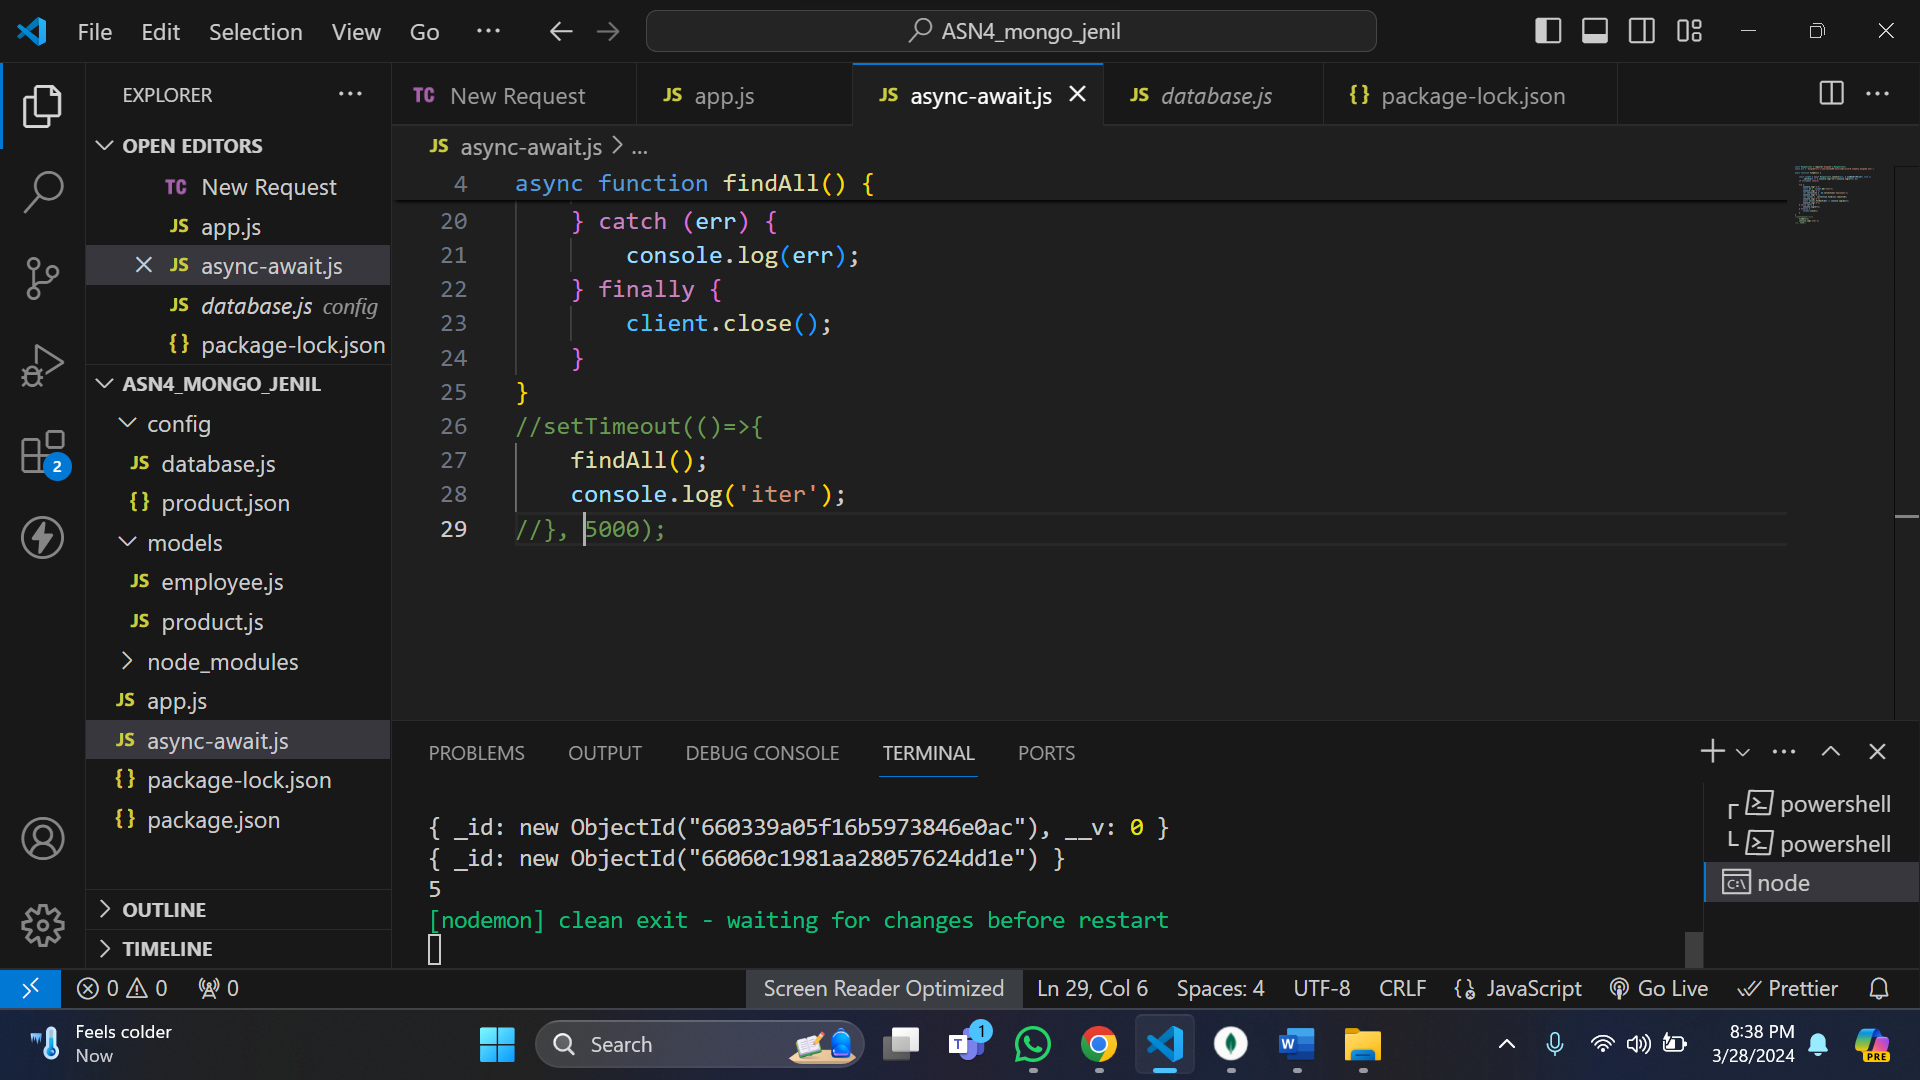 File Edit Selection View Go ··· ASN4_mongo_jenil
EXPLORER ···
OPEN EDITORS
TC New Request
JS app.js
JS async-await.js
JS database.js config
{} package-lock.json
ASN4_MONGO_JENIL
config
JS database.js
{} product.json
models
JS employee.js
JS product.js
node_modules
JS app.js
JS async-await.js
{} package-lock.json
{} package.json
OUTLINE
TIMELINE
2
TC New Request JS app.js JS async-await.js JS database.js {} package-lock.json
JS async-await.js > ...
4 async function findAll() {
20 } catch (err) {
21 console.log(err);
22 } finally {
23 client.close();
24 }
25 }
26 //setTimeout(()=>{
27 findAll();
28 console.log('iter');
29 //}, 5000);
PROBLEMS OUTPUT DEBUG CONSOLE TERMINAL PORTS
{ _id: new ObjectId("660339a05f16b5973846e0ac"), __v: 0 }
{ _id: new ObjectId("66060c1981aa28057624dd1e") }
5
[nodemon] clean exit - waiting for changes before restart
powershell
powershell
node
0 0 0 Screen Reader Optimized Ln 29, Col 6 Spaces: 4 UTF-8 CRLF {} JavaScript Go Live Prettier
Feels colder
Now
Search
1
8:38 PM
3/28/2024
PRE